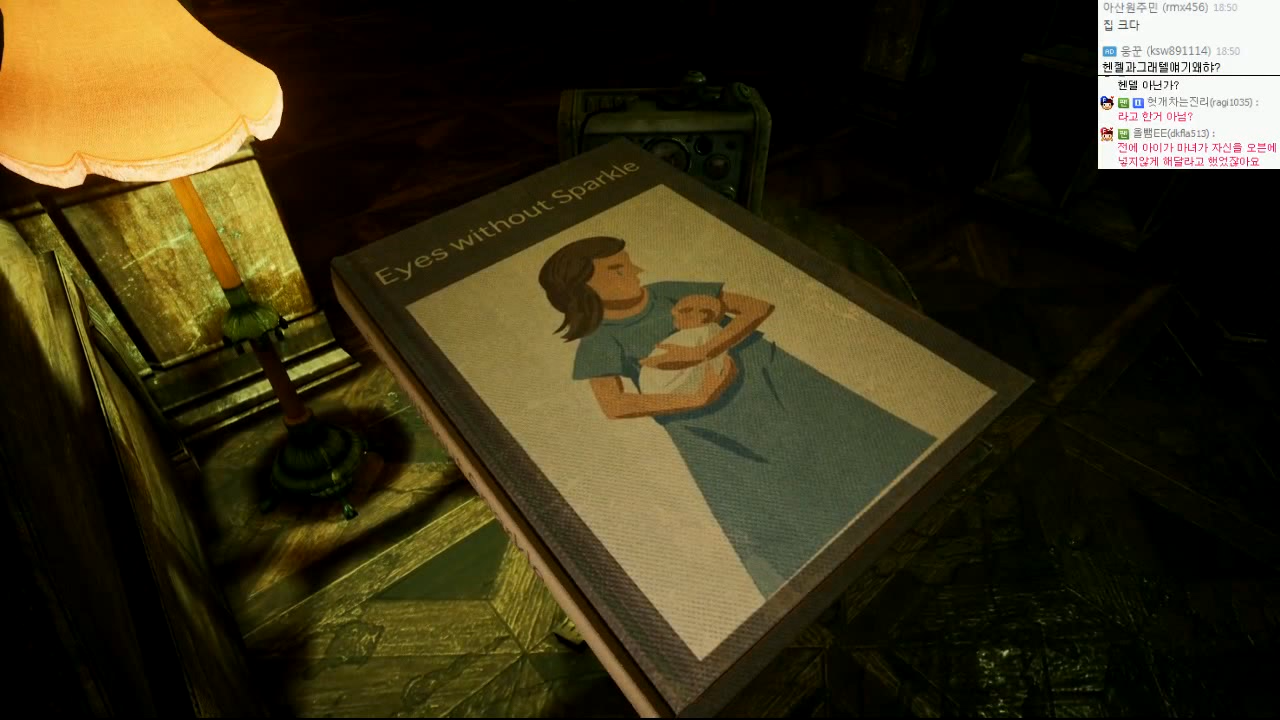 Eyes without Sparkle
아산원주민 (rmx456) 18:50
집 크다
웅꾼 (ksw891114) 18:50
헨젤과그래텔얘기왜햐?
헨델 아닌가?
헛개차는진리(ragi1035) :
라고 한거 아님?
홀뱀EE(dkfla513) :
전에 아이가 마녀가 자신을 오븐에
넣지않게 해달라고 했었잖아요